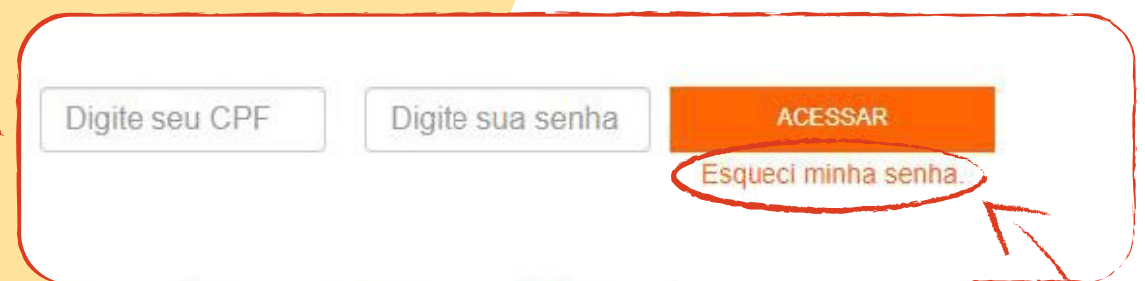 Digite seu CPF
Digite sua senha
ACESSAR
Esqueci minha senha.